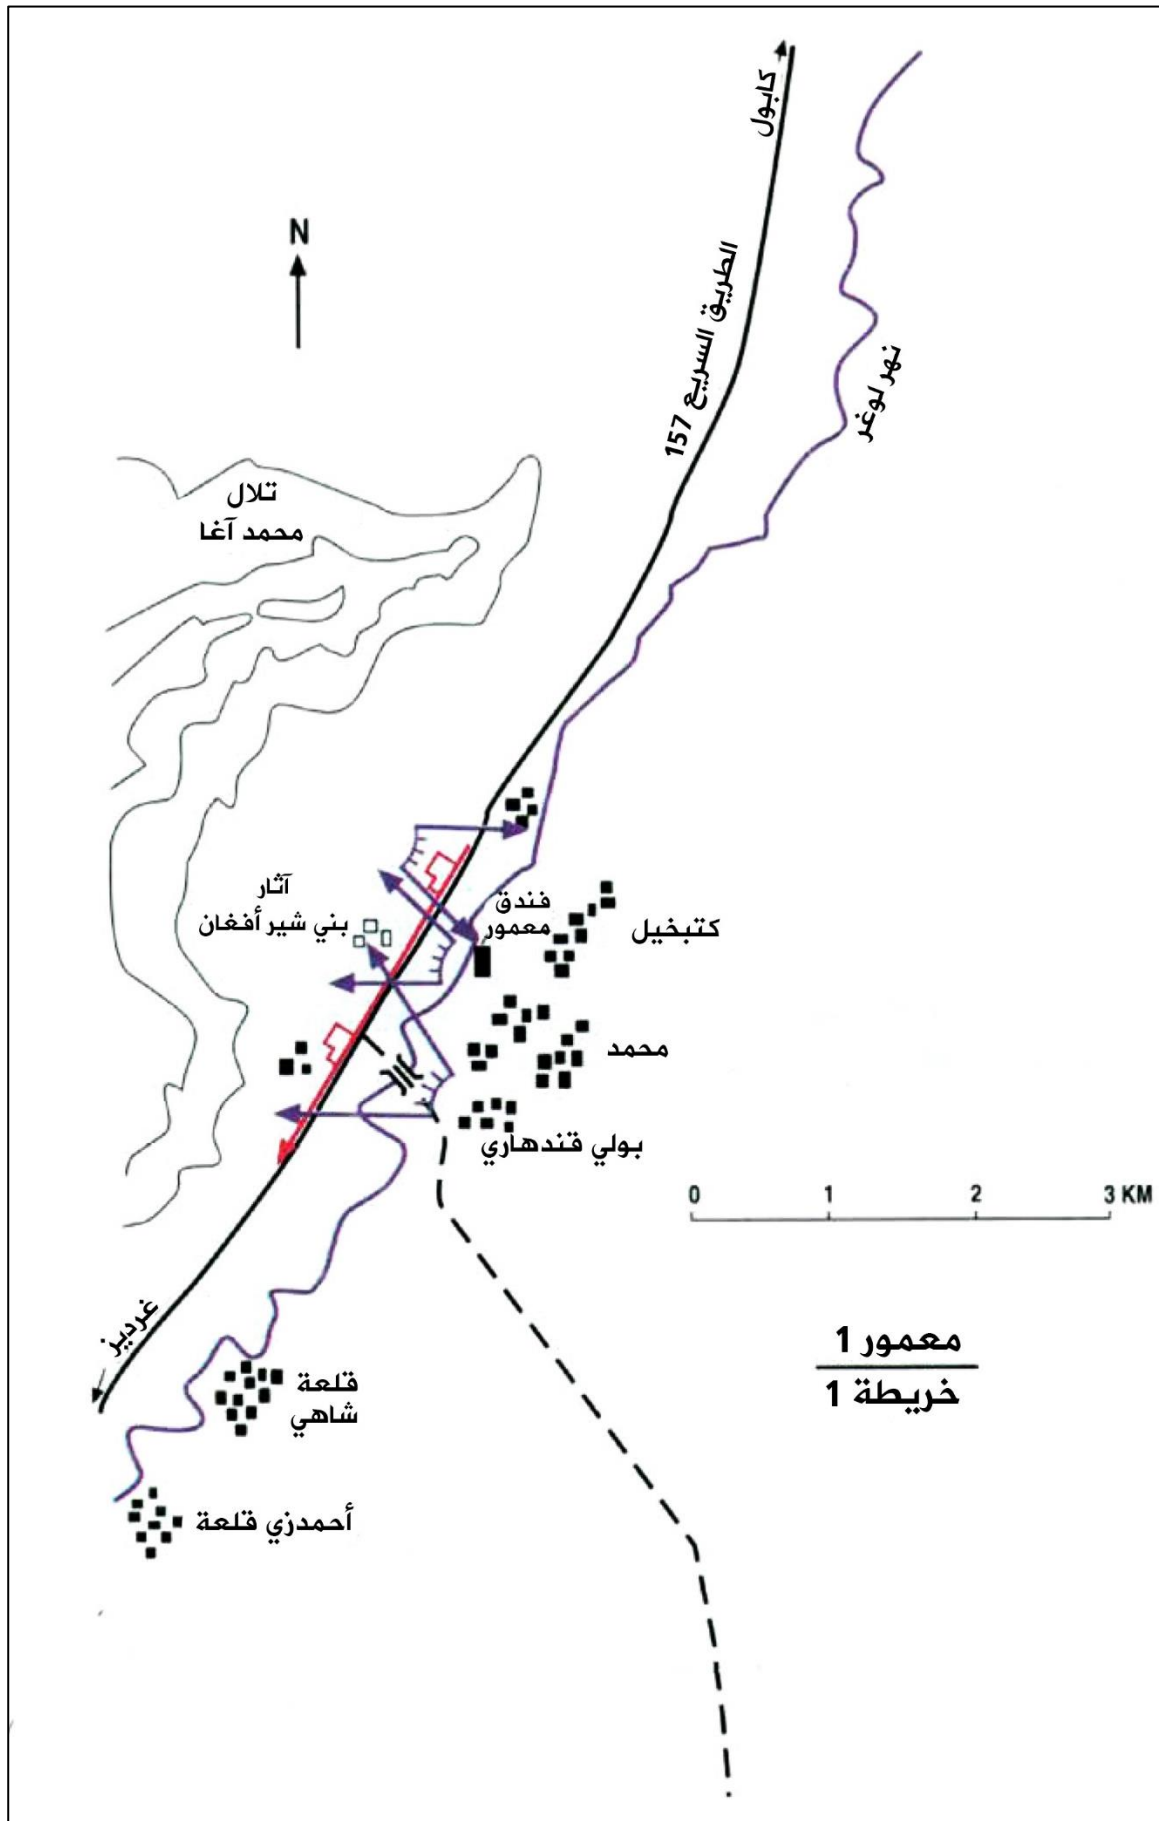 كابول
N
الطريق السريع 157
نهر لوغر
تلال
محمد آغا
آثار
بني شير أفغان
فندق
معمور
كتبخيل
محمد
بولي قندهاري
0 1 2 3 KM
غرديز
معمور 1
خريطة 1
قلعة
شاهي
أحمدزي قلعة